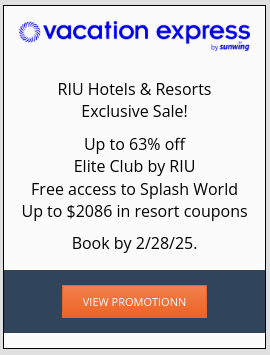 vacation express
by sunwing
RIU Hotels & Resorts
Exclusive Sale!
Up to 63% off
Elite Club by RIU
Free access to Splash World
Up to $2086 in resort coupons
Book by 2/28/25.
VIEW PROMOTIONN